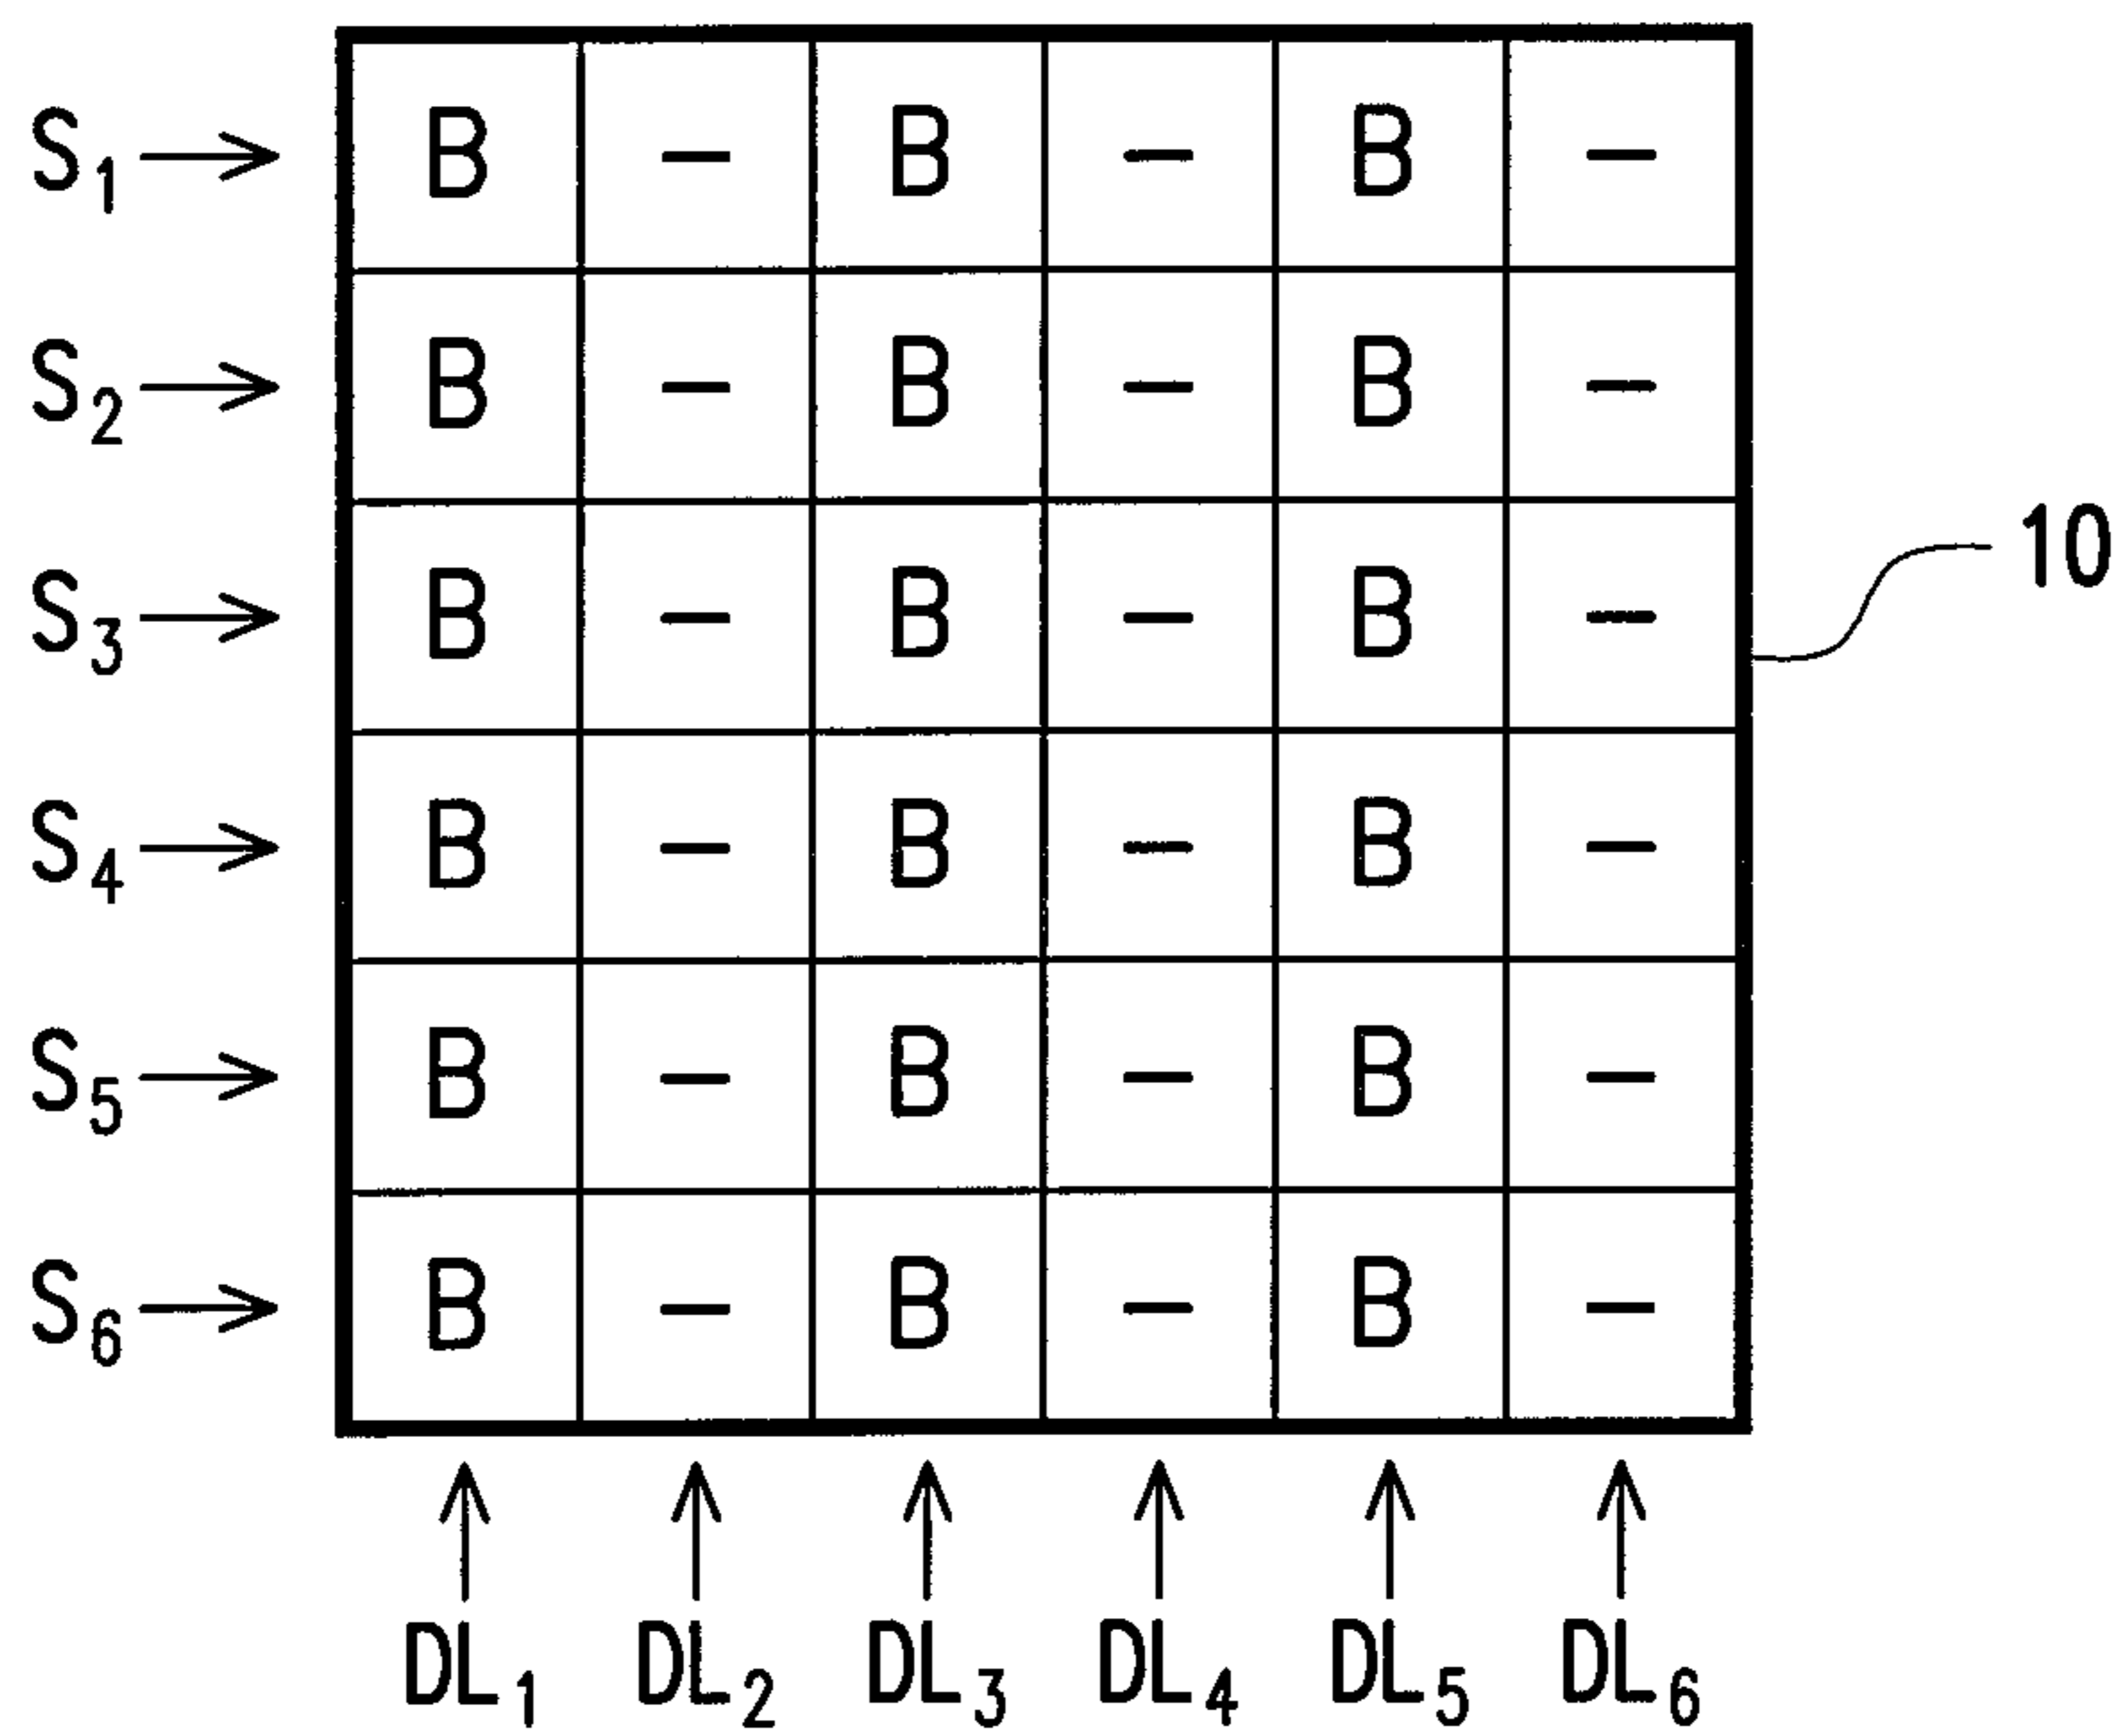 S₁ → B – B – B –
S₂ → B – B – B –
S₃ → B – B – B – 10
S₄ → B – B – B –
S₅ → B – B – B –
S₆ → B – B – B –
DL₁ DL₂ DL₃ DL₄ DL₅ DL₆